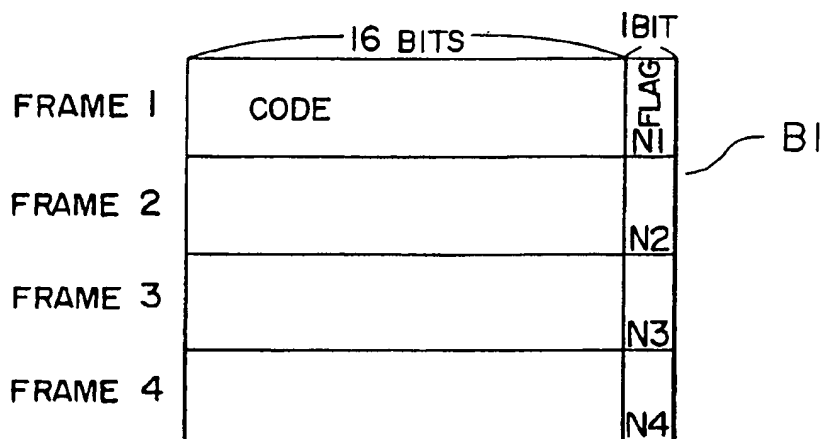 16 BITS
1BIT
FRAME 1
CODE
FLAG
N1
B1
FRAME 2
N2
FRAME 3
N3
FRAME 4
N4